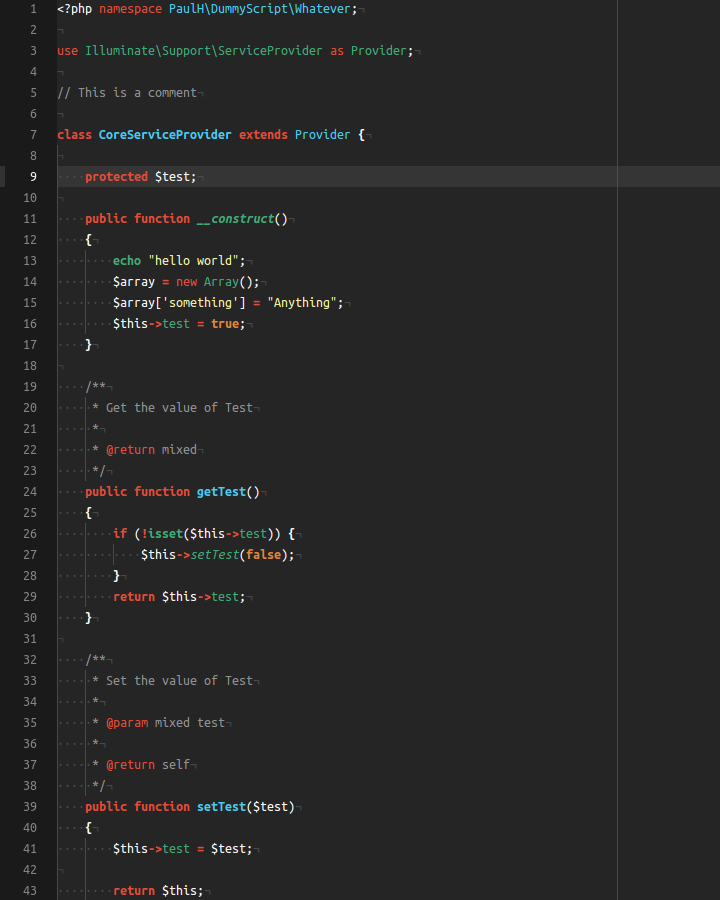 1 <?php namespace PaulH\DummyScript\Whatever;
2
3 use Illuminate\Support\ServiceProvider as Provider;
4
5 // This is a comment
6
7 class CoreServiceProvider extends Provider {
8
9 protected $test;
10
11 public function __construct()
12 {
13 echo "hello world";
14 $array = new Array();
15 $array['something'] = "Anything";
16 $this->test = true;
17 }
18
19 /**
20 * Get the value of Test
21 *
22 * @return mixed
23 */
24 public function getTest()
25 {
26 if (!isset($this->test)) {
27 $this->setTest(false);
28 }
29 return $this->test;
30 }
31
32 /**
33 * Set the value of Test
34 *
35 * @param mixed test
36 *
37 * @return self
38 */
39 public function setTest($test)
40 {
41 $this->test = $test;
42
43 return $this;